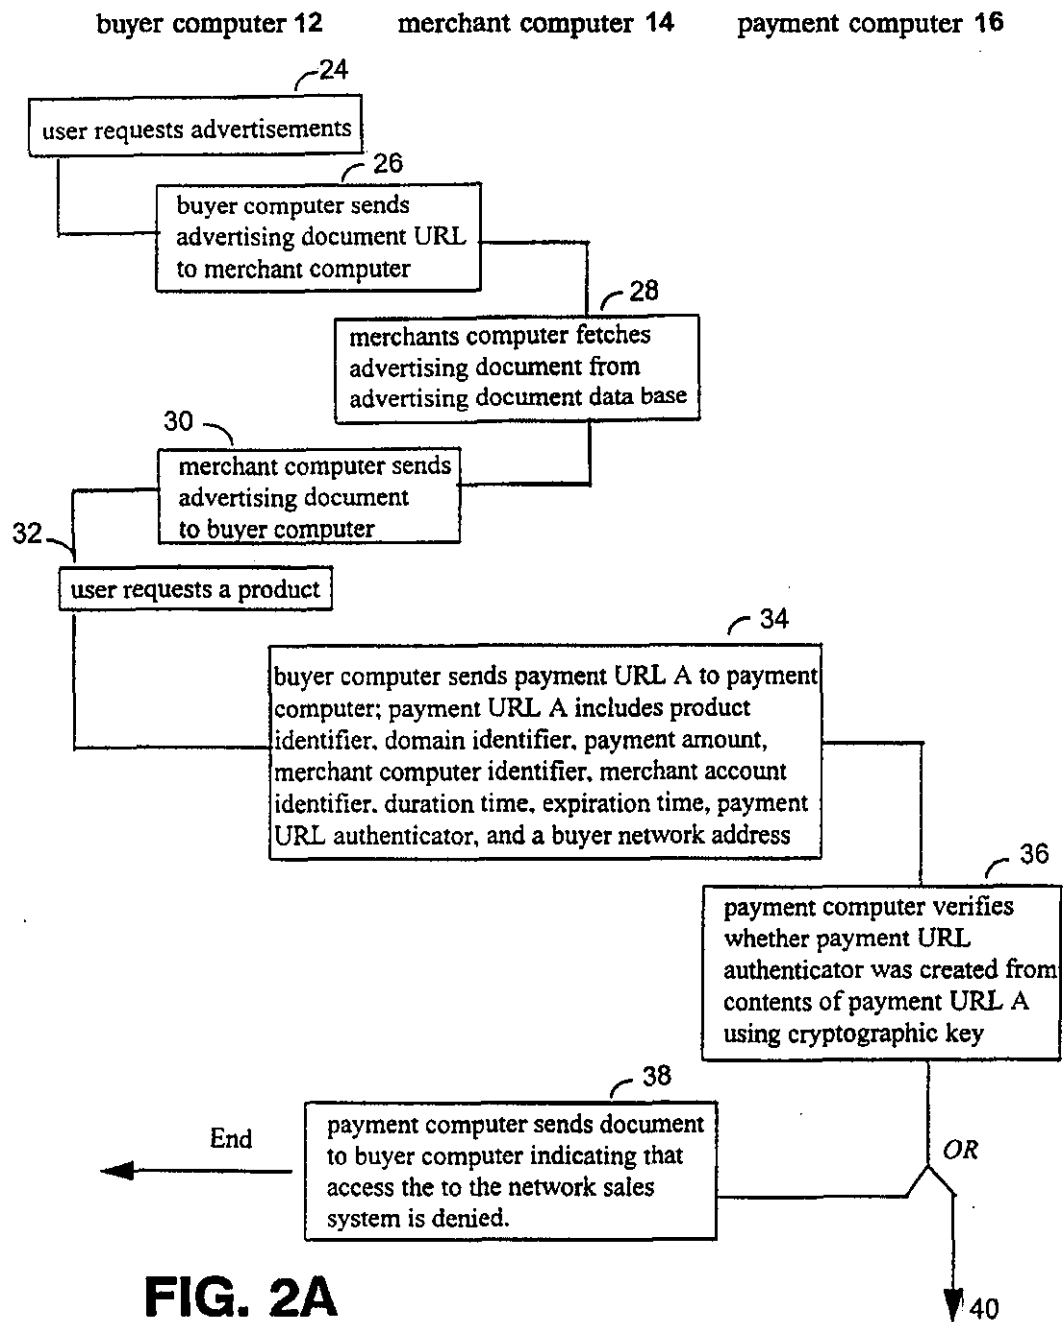 buyer computer 12 merchant computer 14 payment computer 16
24
user requests advertisements
26
buyer computer sends
advertising document URL
to merchant computer
28
merchants computer fetches
advertising document from
advertising document data base
30
merchant computer sends
advertising document
to buyer computer
32
user requests a product
34
buyer computer sends payment URL A to payment
computer; payment URL A includes product
identifier, domain identifier, payment amount,
merchant computer identifier, merchant account
identifier, duration time, expiration time, payment
URL authenticator, and a buyer network address
36
payment computer verifies
whether payment URL
authenticator was created from
contents of payment URL A
using cryptographic key
38
payment computer sends document
to buyer computer indicating that
access the to the network sales
system is denied.
End
OR
40
FIG. 2A